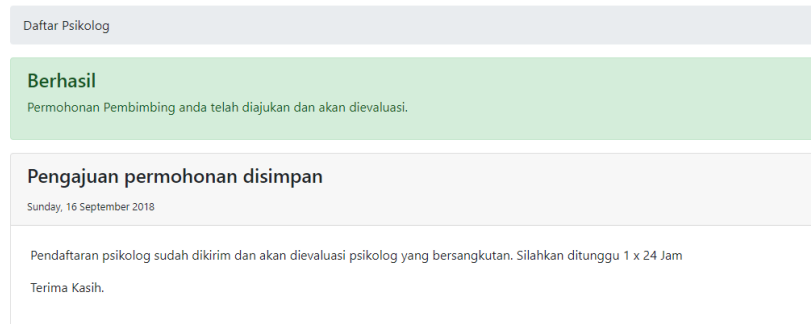 Daftar Psikolog
Berhasil
Permohonan Pembimbing anda telah diajukan dan akan dievaluasi.
Pengajuan permohonan disimpan
Sunday, 16 September 2018
Pendaftaran psikolog sudah dikirim dan akan dievaluasi psikolog yang bersangkutan. Silahkan ditunggu 1 x 24 Jam
Terima Kasih.